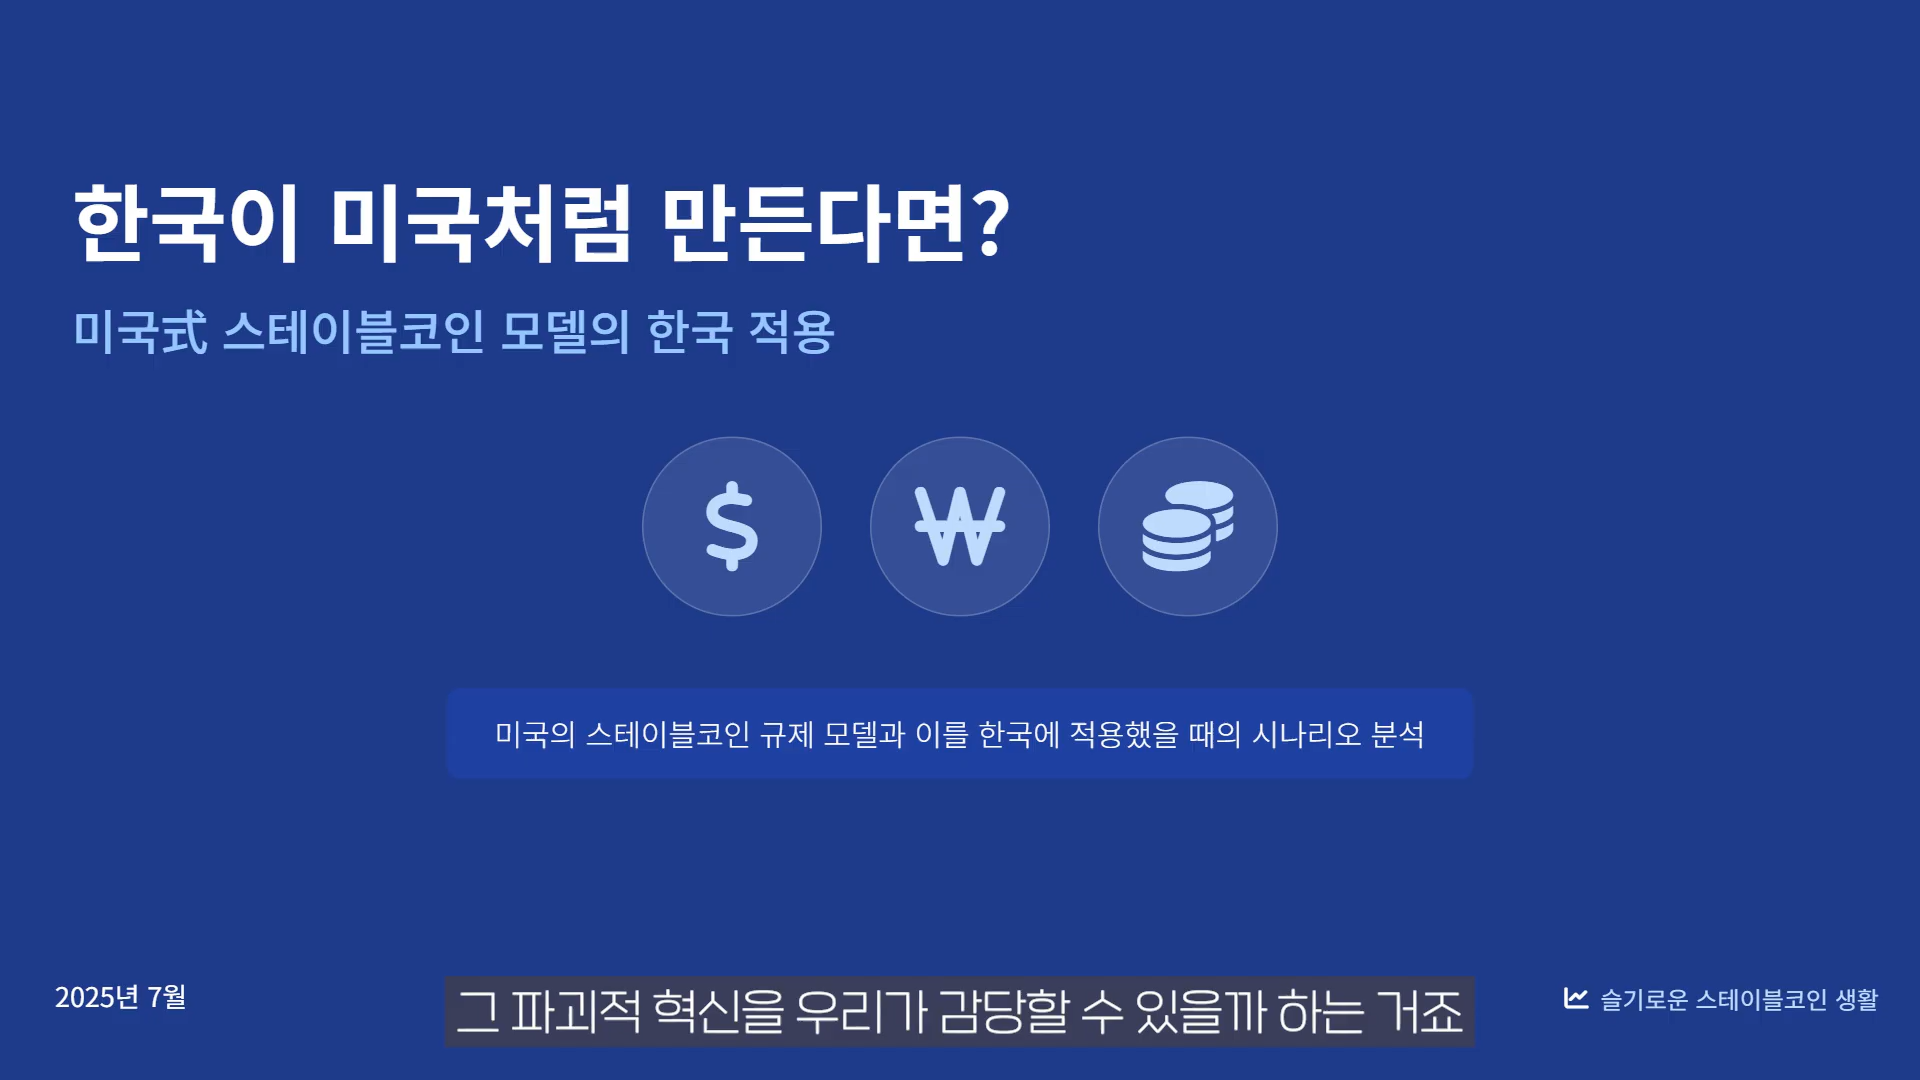 한국이 미국처럼 만든다면?
미국式 스테이블코인 모델의 한국 적용
미국의 스테이블코인 규제 모델과 이를 한국에 적용했을 때의 시나리오 분석
2025년 7월
그 파괴적 혁신을 우리가 감당할 수 있을까 하는 거죠
슬기로운 스테이블코인 생활